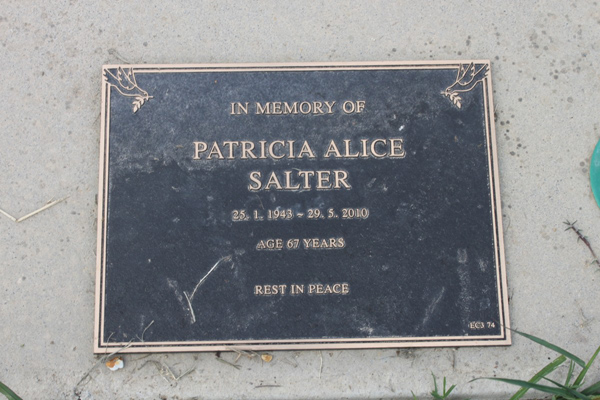 IN MEMORY OF
PATRICIA ALICE
SALTER
25. 1. 1943 ~ 29. 5. 2010
AGE 67 YEARS
REST IN PEACE
EC3 74